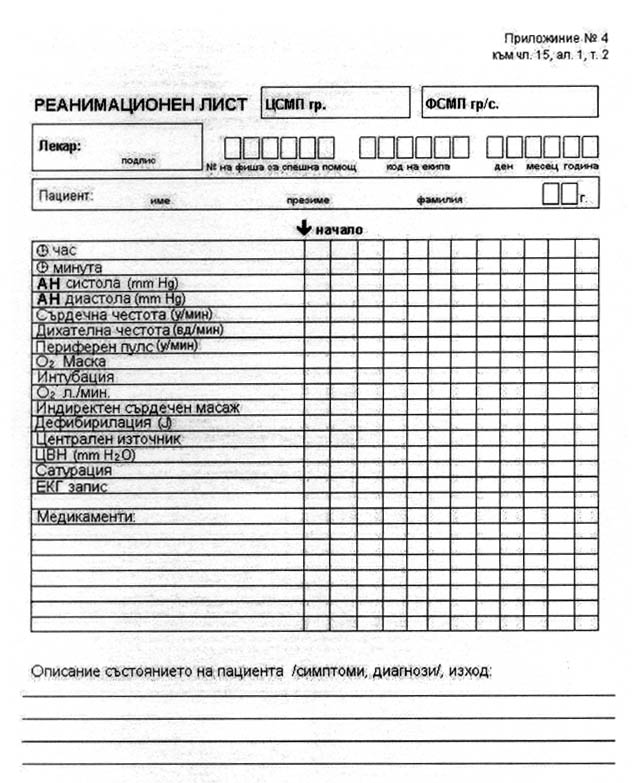 Приложиние № 4
към чл. 15, ал. 1, т. 2
РЕАНИМАЦИОНЕН ЛИСТ ЦСМП гр. ФСМП гр/с.
Лекар:
подпис
№ на фиша за спешна помощ код на екипа ден месец година
Пациент: име презиме фамилия г.
начало
час
минута
АН систола (mm Hg)
АН диастола (mm Hg)
Сърдечна честота (у/мин)
Дихателна честота (вд/мин)
Периферен пулс (у/мин)
O₂ Маска
Интубация
O₂ л./мин.
Индиректен сърдечен масаж
Дефибирилация (J)
Централен източник
ЦВН (mm H₂O)
Сатурация
ЕКГ запис
Медикаменти:
Описание състоянието на пациента /симптоми, диагнози/, изход: